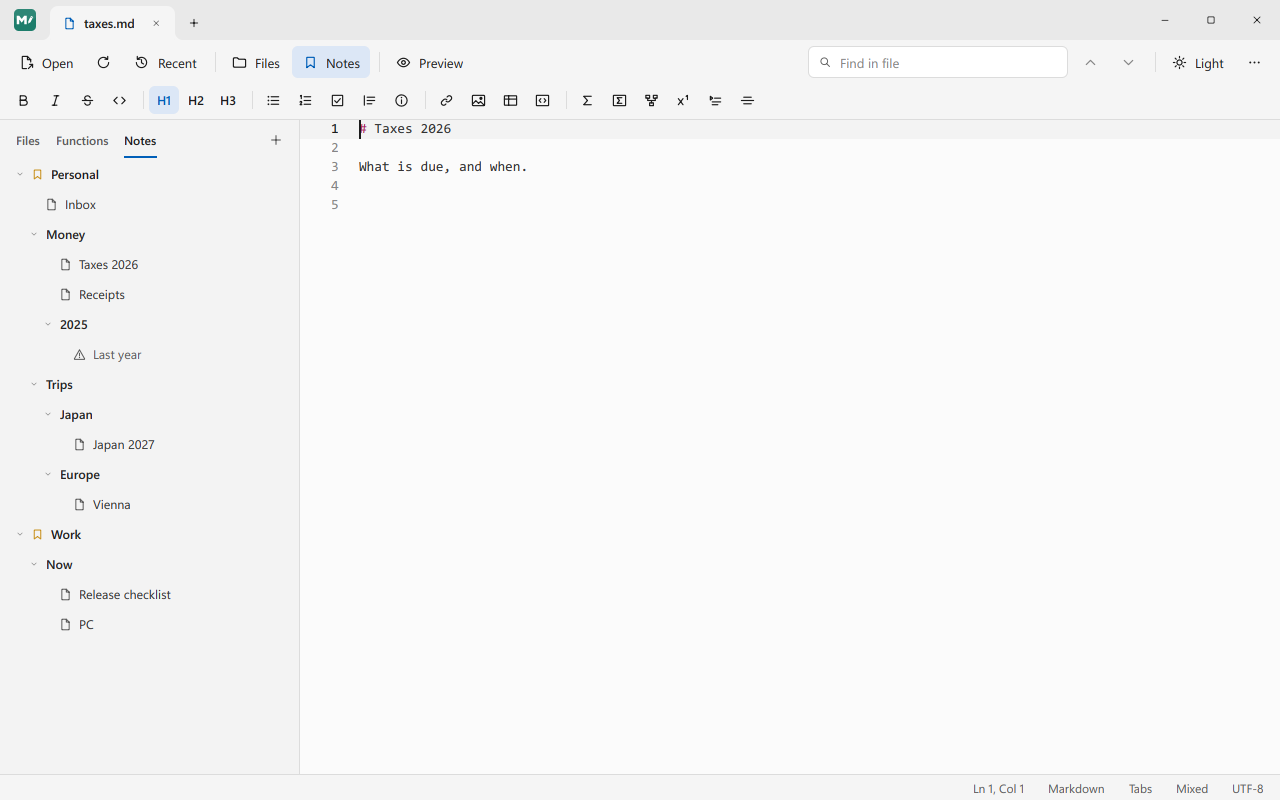 M
taxes.md
Open
Recent
Files
Notes
Preview
Find in file
Light
B I S <> H1 H2 H3
Σ Σ x¹
Files Functions Notes
Personal
Inbox
Money
Taxes 2026
Receipts
2025
Last year
Trips
Japan
Japan 2027
Europe
Vienna
Work
Now
Release checklist
PC
1 # Taxes 2026
2
3 What is due, and when.
4
5
Ln 1, Col 1 Markdown Tabs Mixed UTF-8